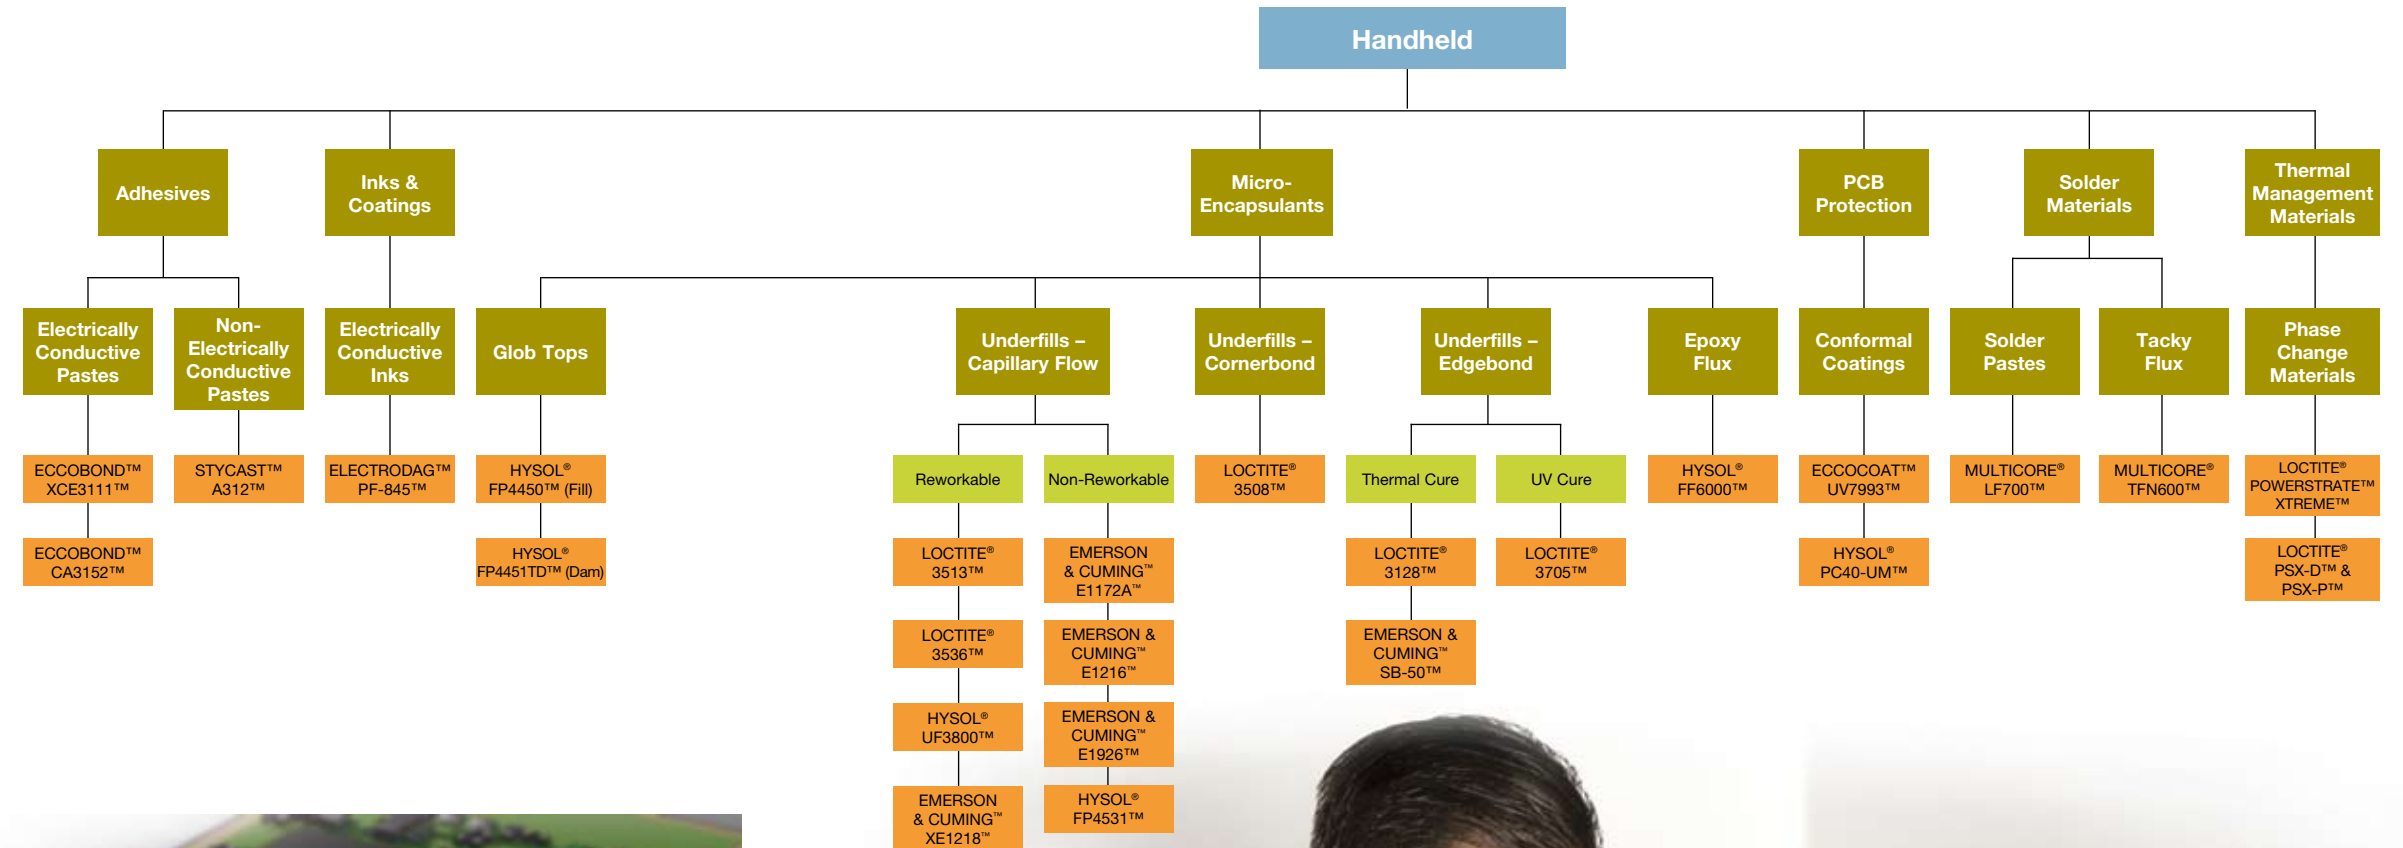 Handheld
Adhesives
Inks &
Coatings
Micro-
Encapsulants
PCB
Protection
Solder
Materials
Thermal
Management
Materials
Electrically
Conductive
Pastes
Non-
Electrically
Conductive
Pastes
Electrically
Conductive
Inks
Glob Tops
Underfills –
Capillary Flow
Underfills –
Cornerbond
Underfills –
Edgebond
Epoxy
Flux
Conformal
Coatings
Solder
Pastes
Tacky
Flux
Phase
Change
Materials
ECCOBOND™
XCE3111™
STYCAST™
A312™
ELECTRODAG™
PF-845™
HYSOL®
FP4450™ (Fill)
Reworkable
Non-Reworkable
LOCTITE®
3508™
Thermal Cure
UV Cure
HYSOL®
FF6000™
ECCOCOAT™
UV7993™
MULTICORE®
LF700™
MULTICORE®
TFN600™
LOCTITE®
POWERSTRATE™
XTREME™
ECCOBOND™
CA3152™
HYSOL®
FP4451TD™ (Dam)
LOCTITE®
3513™
EMERSON
& CUMING™
E1172A™
LOCTITE®
3128™
LOCTITE®
3705™
HYSOL®
PC40-UM™
LOCTITE®
PSX-D™ &
PSX-P™
LOCTITE®
3536™
EMERSON &
CUMING™
E1216™
EMERSON &
CUMING™
SB-50™
HYSOL®
UF3800™
EMERSON &
CUMING™
E1926™
EMERSON
& CUMING™
XE1218™
HYSOL®
FP4531™